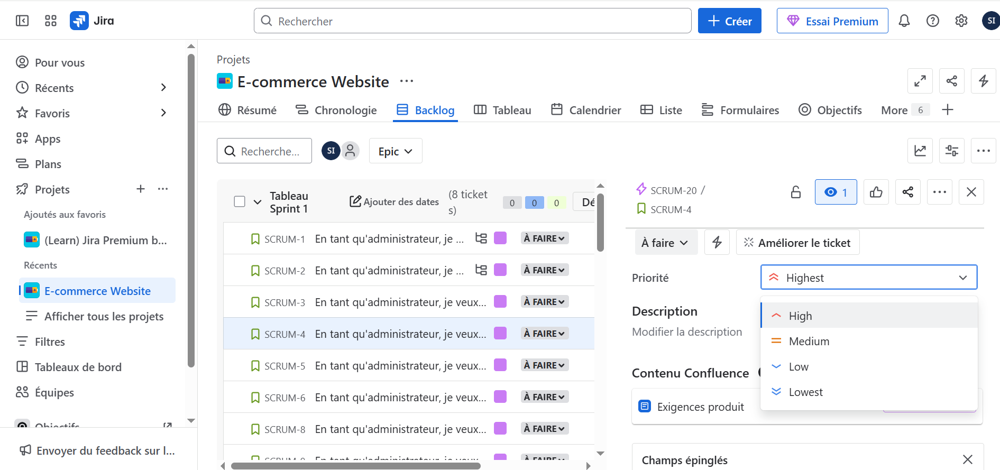 Jira
Rechercher
Créer
Essai Premium
SI
Pour vous
Récents
Favoris
Apps
Plans
Projets
Ajoutés aux favoris
(Learn) Jira Premium b...
Récents
E-commerce Website
Afficher tous les projets
Filtres
Tableaux de bord
Équipes
Objectifs
Envoyer du feedback sur l...
Projets
E-commerce Website
Résumé
Chronologie
Backlog
Tableau
Calendrier
Liste
Formulaires
Objectifs
More 6
Recherche...
SI
Epic
Tableau
Sprint 1
Ajouter des dates
(8 ticket
s)
0 0 0
Dé
SCRUM-1 En tant qu'administrateur, je ... À FAIRE
SCRUM-2 En tant qu'administrateur, je ... À FAIRE
SCRUM-3 En tant qu'administrateur, je veux... À FAIRE
SCRUM-4 En tant qu'administrateur, je veux... À FAIRE
SCRUM-5 En tant qu'administrateur, je veux... À FAIRE
SCRUM-6 En tant qu'administrateur, je veux... À FAIRE
SCRUM-8 En tant qu'administrateur, je veux... À FAIRE
SCRUM-9 En tant qu'administrateur, je veux... À FAIRE
SCRUM-20 /
SCRUM-4
1
À faire
Améliorer le ticket
Priorité
Highest
High
Medium
Low
Lowest
Description
Modifier la description
Contenu Confluence
Exigences produit
Champs épinglés